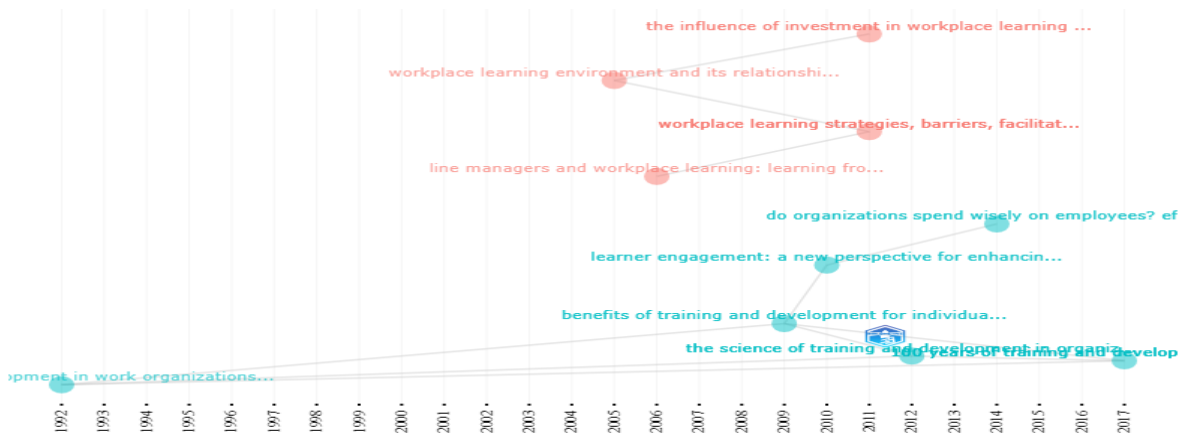 the influence of investment in workplace learning ...
workplace learning environment and its relationshi...
workplace learning strategies, barriers, facilitat...
line managers and workplace learning: learning fro...
do organizations spend wisely on employees? ef
learner engagement: a new perspective for enhancin...
benefits of training and development for individua...
the science of training and development in organiz...
100 years of training and develop
opment in work organizations...
1992
1993
1994
1995
1996
1997
1998
1999
2000
2001
2002
2003
2004
2005
2006
2007
2008
2009
2010
2011
2012
2013
2014
2015
2016
2017